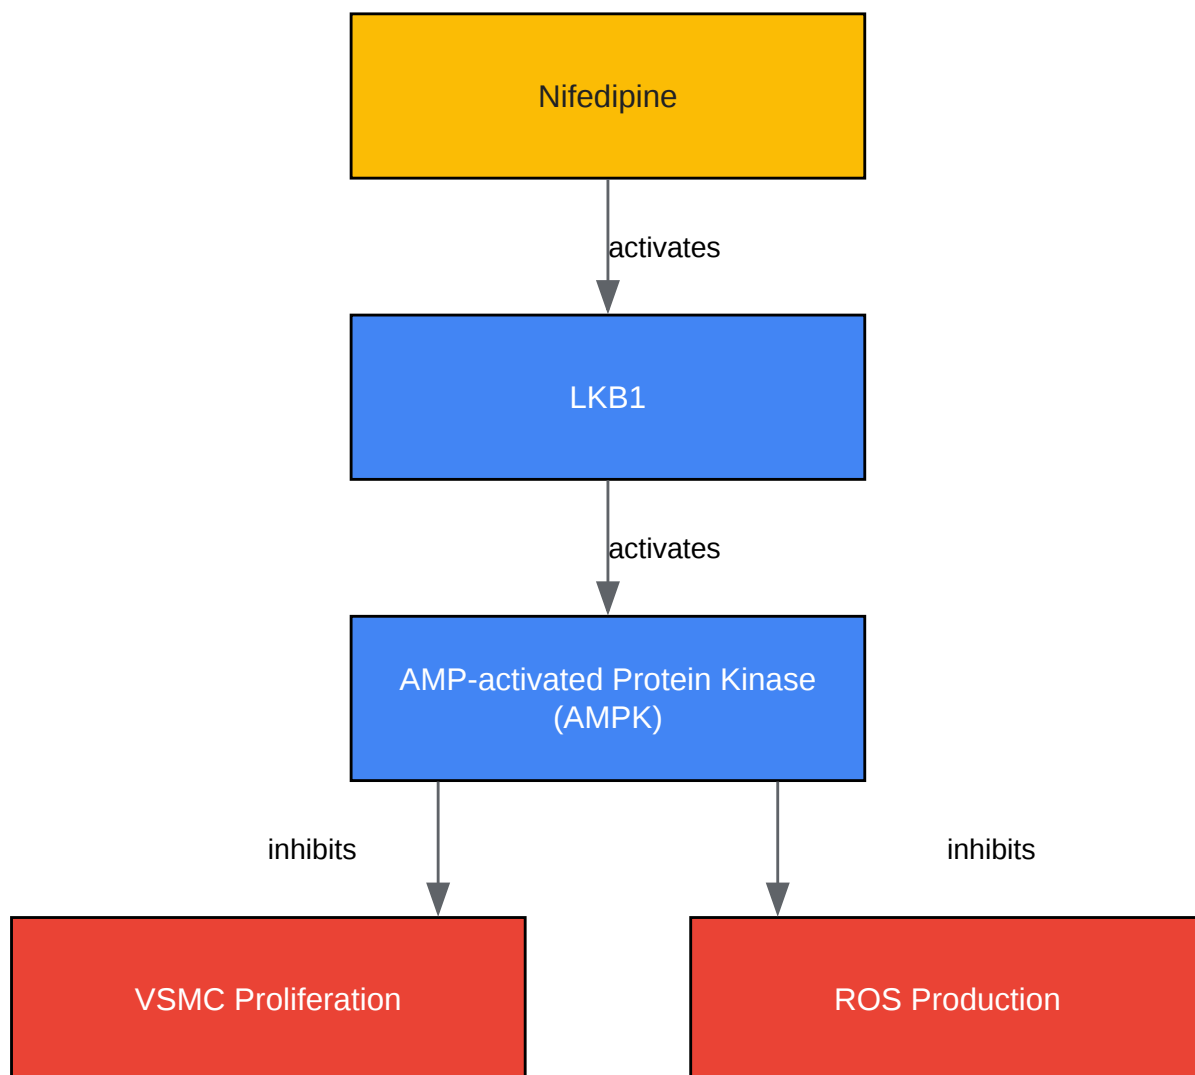 Nifedipine
activates
LKB1
activates
AMP-activated Protein Kinase
(AMPK)
inhibits
inhibits
VSMC Proliferation
ROS Production